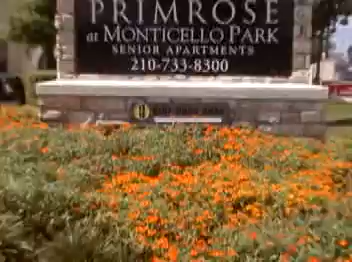 PRIMROSE
at MONTICELLO PARK
SENIOR APARTMENTS
210-733-8300